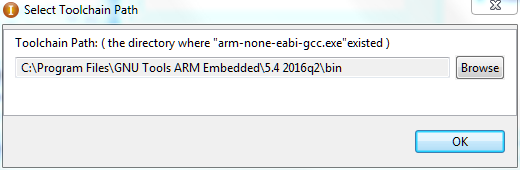 Select Toolchain Path
Toolchain Path: ( the directory where "arm-none-eabi-gcc.exe"existed )
C:\Program Files\GNU Tools ARM Embedded\5.4 2016q2\bin
Browse
OK